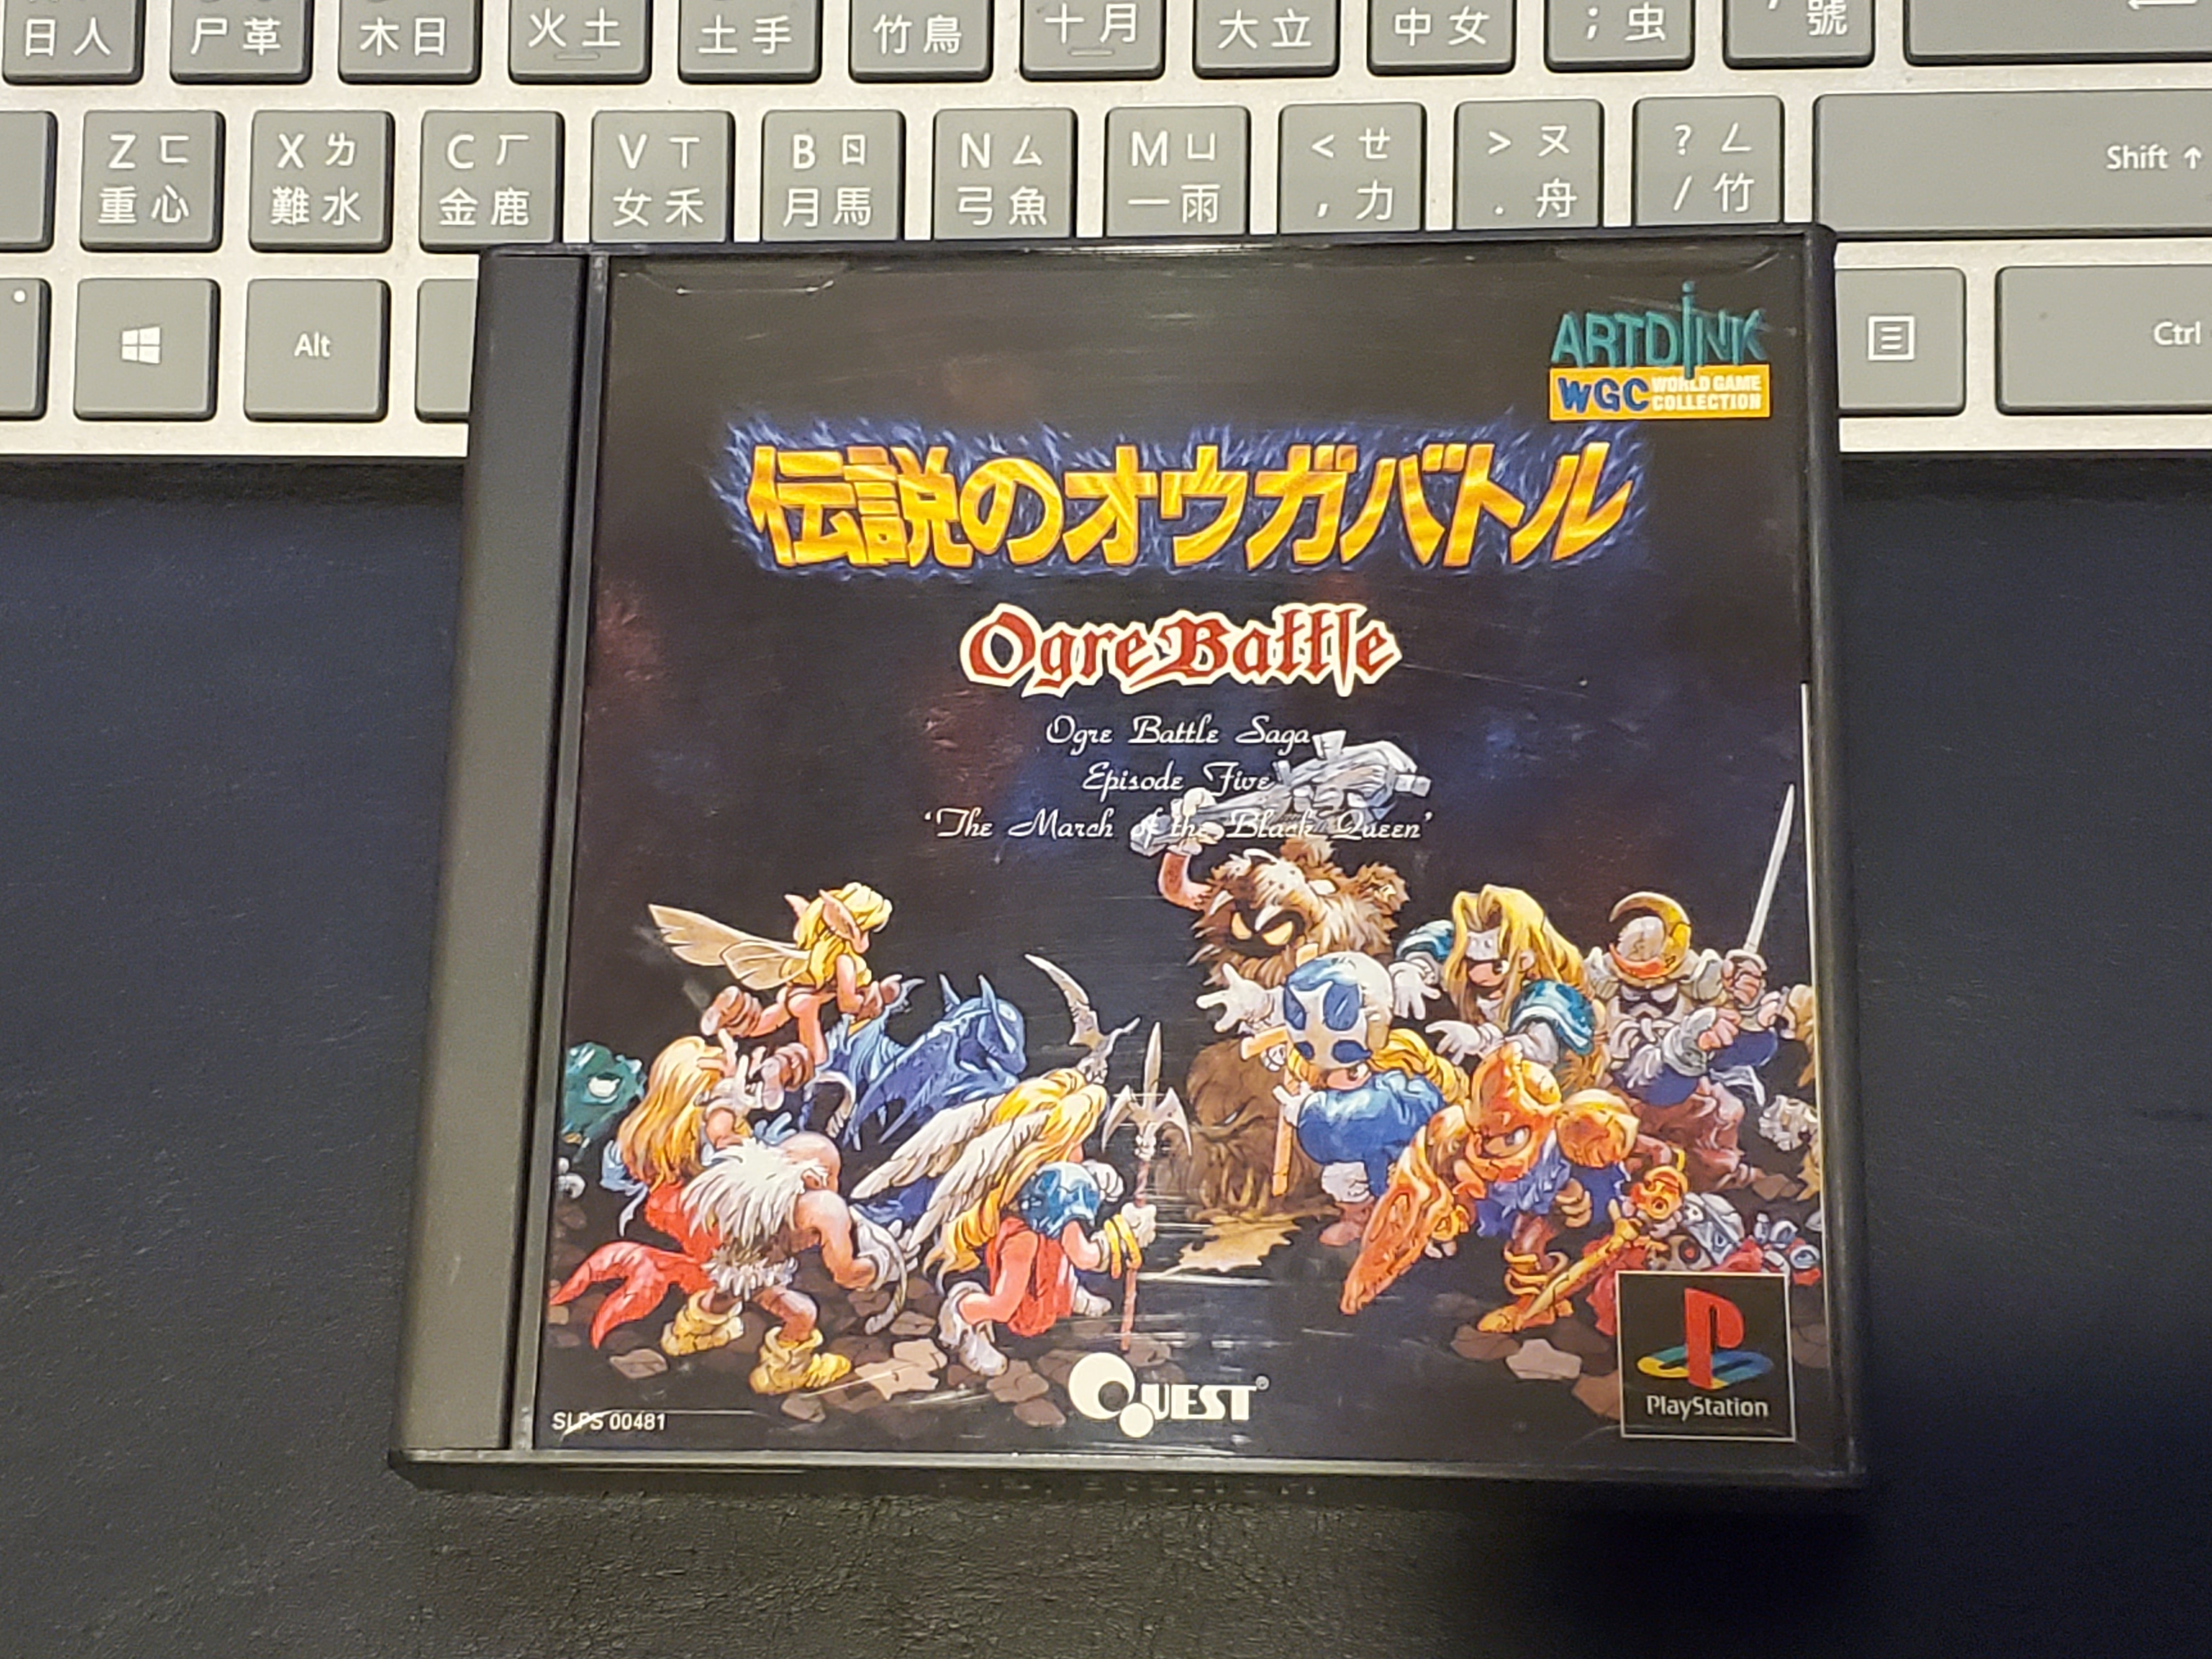 日 人 尸 革 木 日 火 土 土 手 竹 鳥 十 月 大 立 中 女 ; 虫 ' 號
Z ㄈ X ㄌ C ㄏ V ㄒ B ㄖ N ㄙ M ㄩ < ㄝ > ㄡ ? ㄥ
重 心 難 水 金 鹿 女 禾 月 馬 弓 魚 一 雨 , 力 . 舟 / 竹
Shift ↑
Alt
Ctrl
ARTDINK
WGC WORLD GAME COLLECTION
伝説のオウガバトル
Ogre Battle
Ogre Battle Saga
Episode Five
'The March of the Black Queen'
QUEST®
SLPS 00481
PlayStation